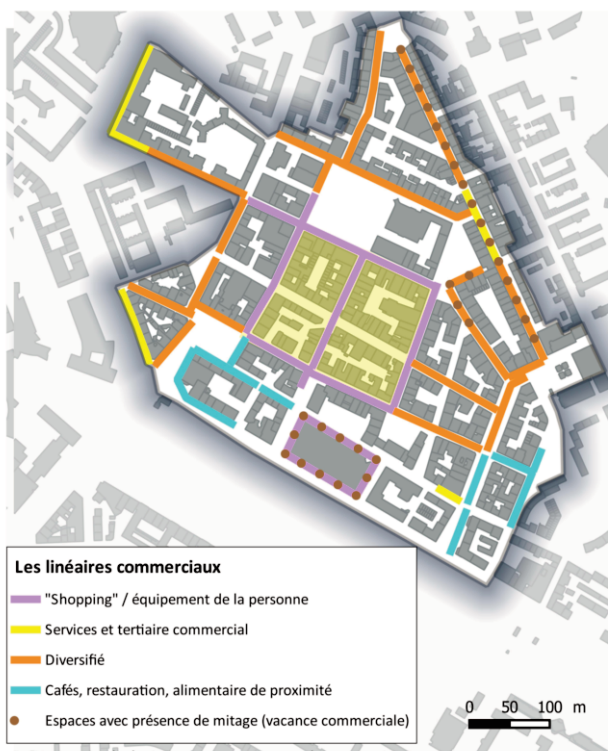 Les linéaires commerciaux
"Shopping" / équipement de la personne
Services et tertiaire commercial
Diversifié
Cafés, restauration, alimentaire de proximité
Espaces avec présence de mitage (vacance commerciale)
0 50 100 m